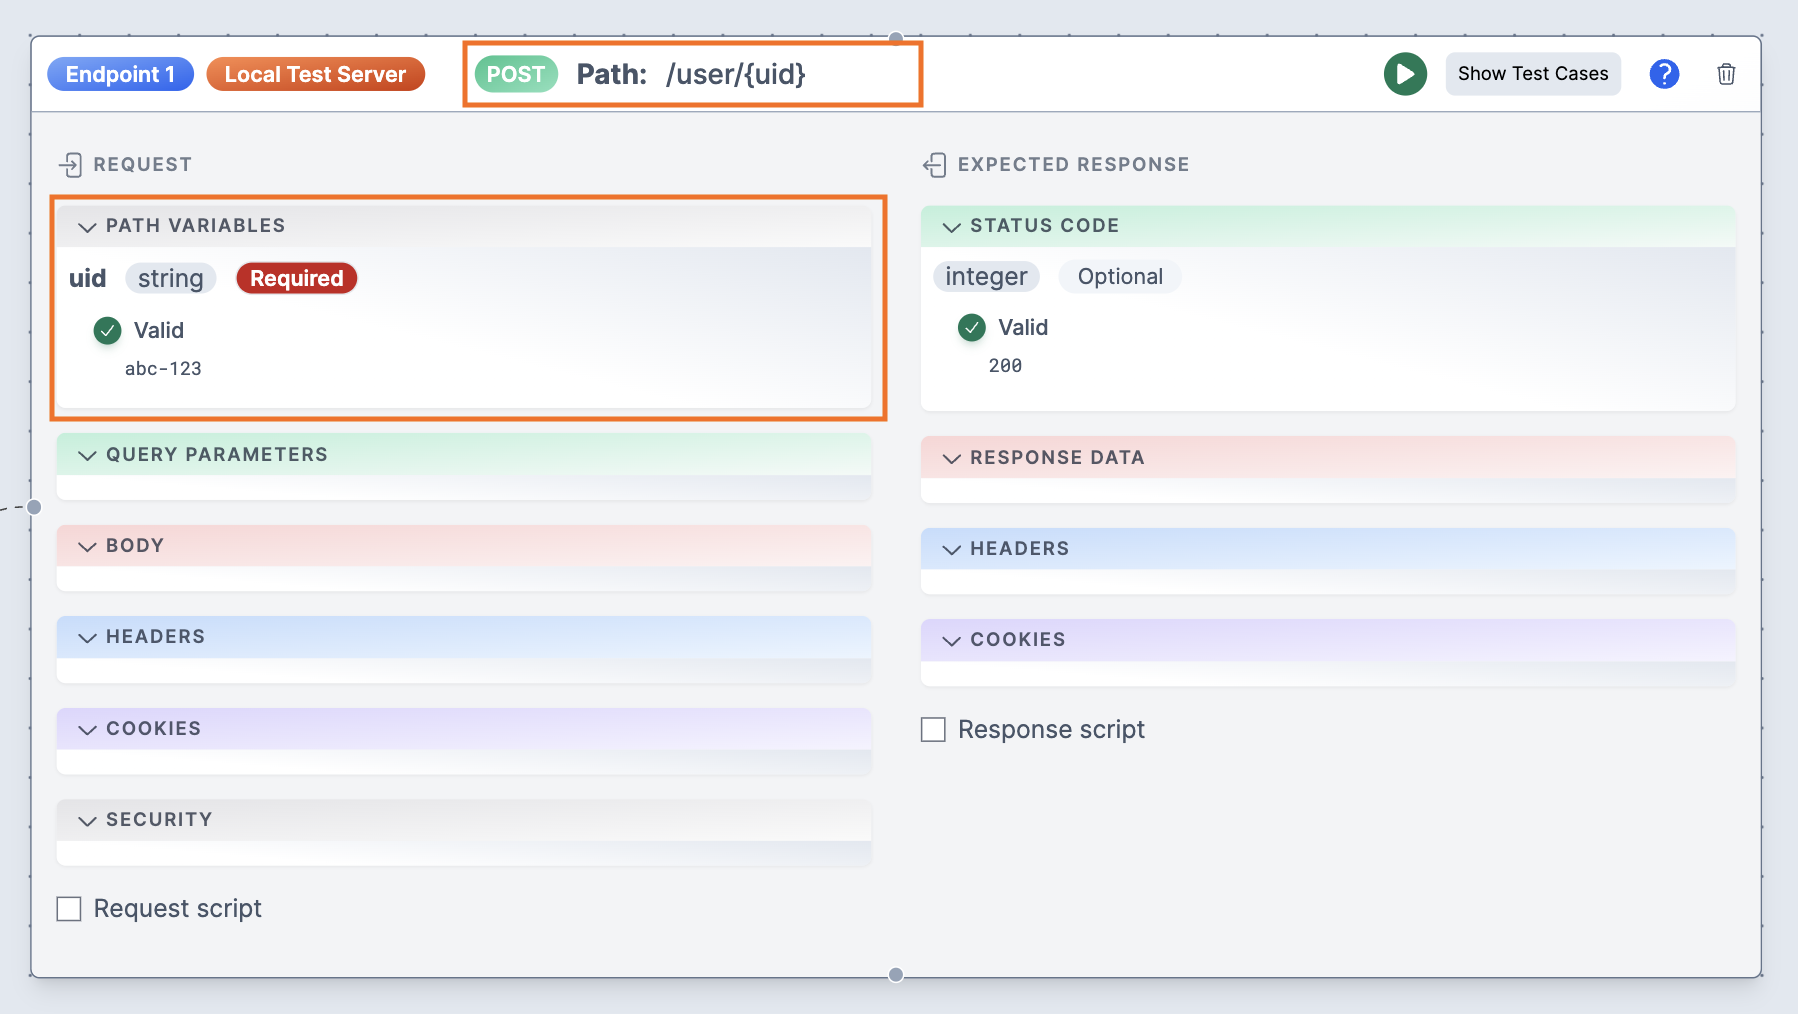 Endpoint 1 Local Test Server POST Path: /user/{uid} Show Test Cases ?
REQUEST
PATH VARIABLES
uid string Required
Valid
abc-123
QUERY PARAMETERS
BODY
HEADERS
COOKIES
SECURITY
Request script
EXPECTED RESPONSE
STATUS CODE
integer Optional
Valid
200
RESPONSE DATA
HEADERS
COOKIES
Response script